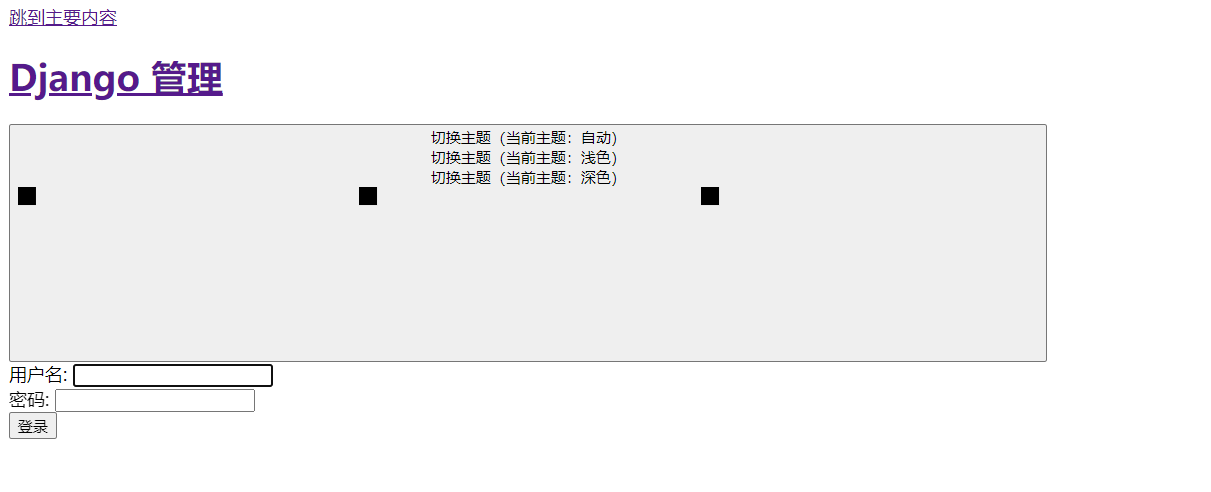 跳到主要内容
Django 管理
切换主题（当前主题：自动）
切换主题（当前主题：浅色）
切换主题（当前主题：深色）
用户名:
密码:
登录